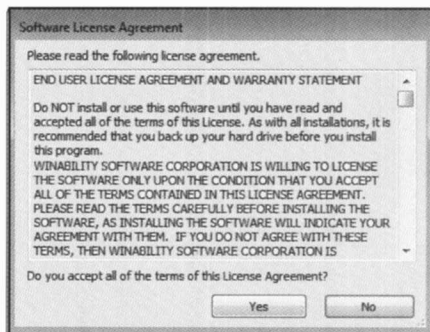 Software License Agreement
Please read the following license agreement.
END USER LICENSE AGREEMENT AND WARRANTY STATEMENT
Do NOT install or use this software until you have read and
accepted all of the terms of this License. As with all installations, it is
recommended that you back up your hard drive before you install
this program.
WINABILITY SOFTWARE CORPORATION IS WILLING TO LICENSE
THE SOFTWARE ONLY UPON THE CONDITION THAT YOU ACCEPT
ALL OF THE TERMS CONTAINED IN THIS LICENSE AGREEMENT.
PLEASE READ THE TERMS CAREFULLY BEFORE INSTALLING THE
SOFTWARE, AS INSTALLING THE SOFTWARE WILL INDICATE YOUR
AGREEMENT WITH THEM. IF YOU DO NOT AGREE WITH THESE
TERMS, THEN WINABILITY SOFTWARE CORPORATION IS
Do you accept all of the terms of this License Agreement?
Yes No